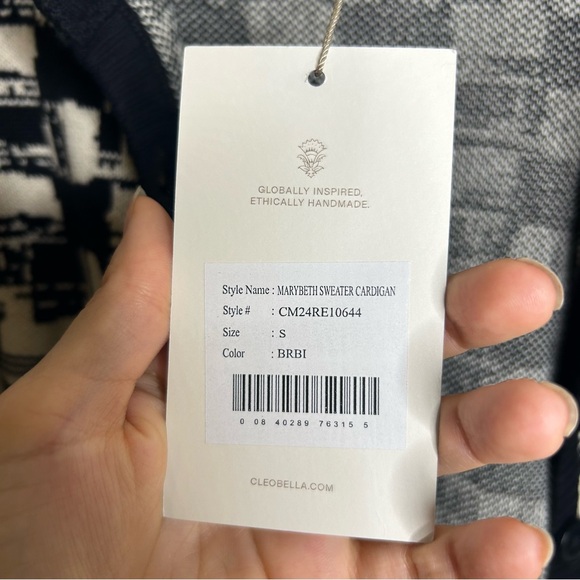 GLOBALLY INSPIRED,
ETHICALLY HANDMADE.
Style Name : MARYBETH SWEATER CARDIGAN
Style # : CM24RE10644
Size : S
Color : BRBI
0 08 40289 76315 5
CLEOBELLA.COM